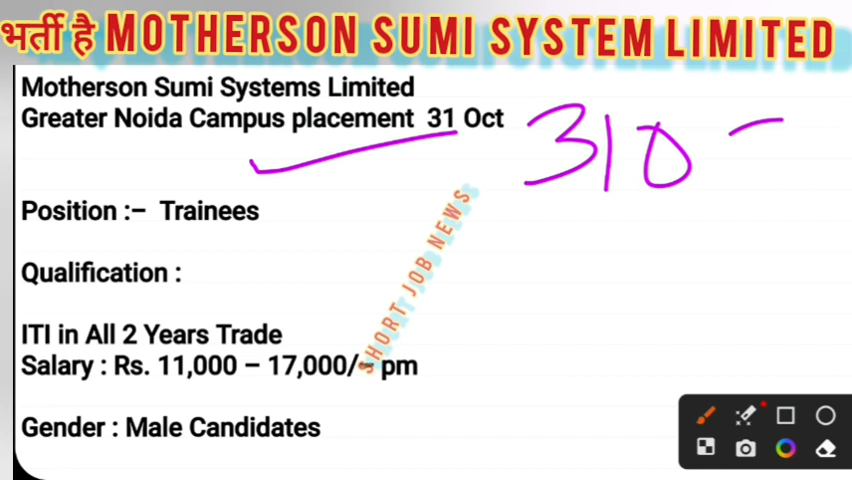 भर्ती है MOTHERSON SUMI SYSTEM LIMITED
Motherson Sumi Systems Limited
Greater Noida Campus placement 31 Oct
310
Position :– Trainees
Qualification :
ITI in All 2 Years Trade
Salary : Rs. 11,000 – 17,000/– pm
Gender : Male Candidates
SHORT JOB NEWS